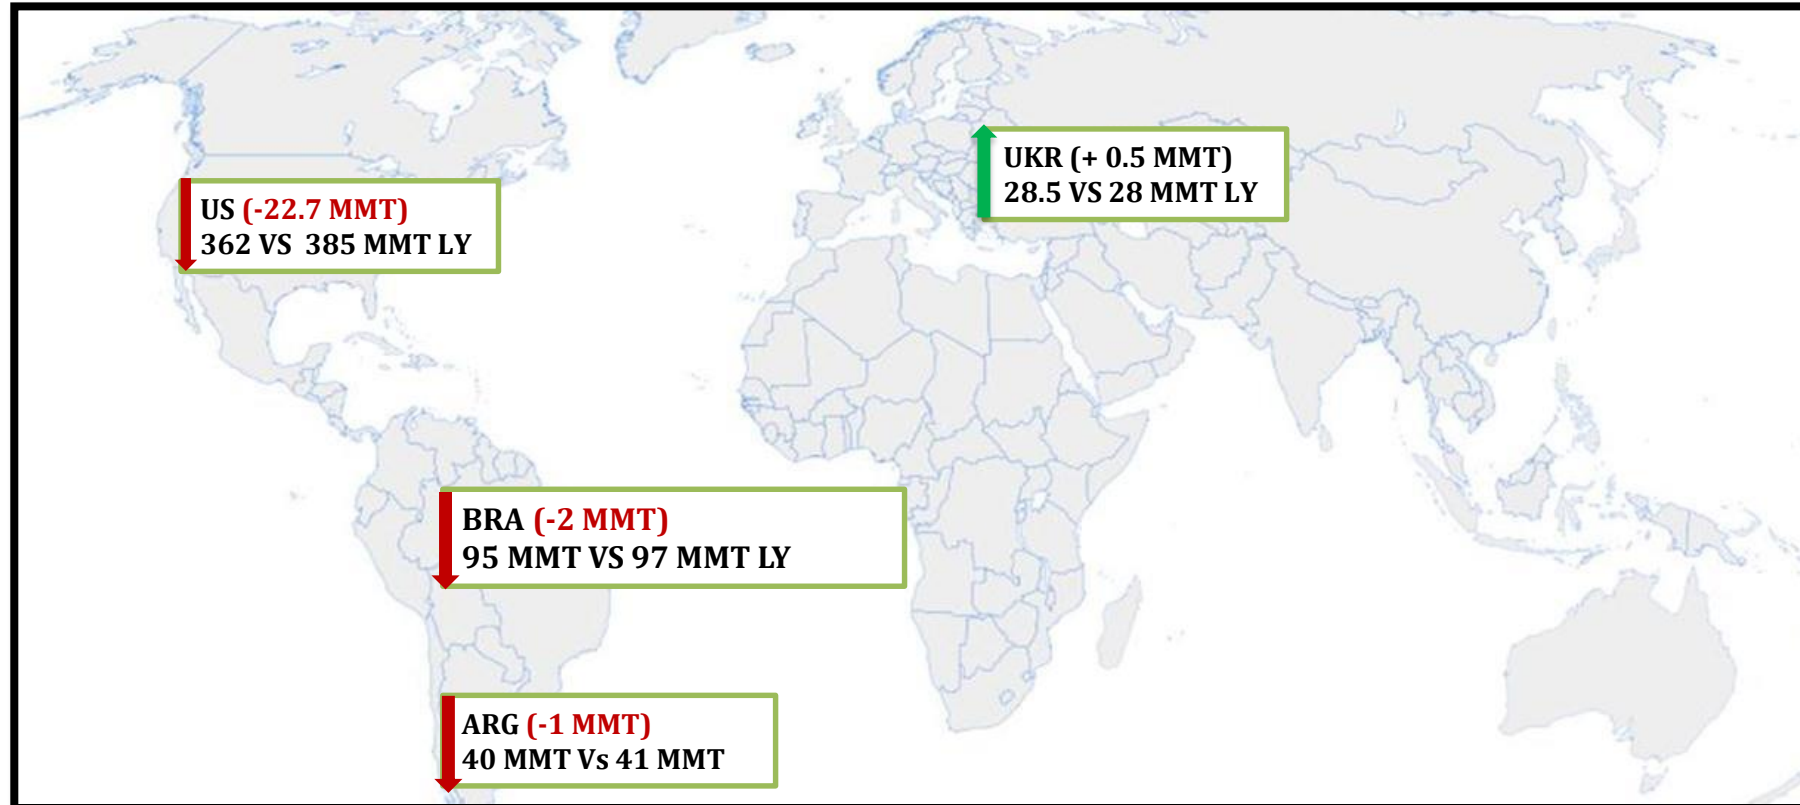 UKR (+ 0.5 MMT)
28.5 VS 28 MMT LY
US (-22.7 MMT)
362 VS 385 MMT LY
BRA (-2 MMT)
95 MMT VS 97 MMT LY
ARG (-1 MMT)
40 MMT Vs 41 MMT